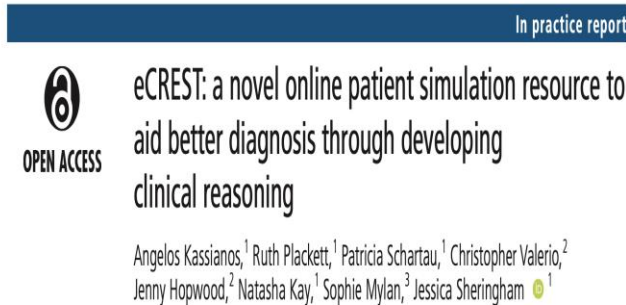 In practice report
OPEN ACCESS
eCREST: a novel online patient simulation resource to
aid better diagnosis through developing
clinical reasoning
Angelos Kassianos,1 Ruth Plackett,1 Patricia Schartau,1 Christopher Valerio,2
Jenny Hopwood,2 Natasha Kay,1 Sophie Mylan,3 Jessica Sheringham 1